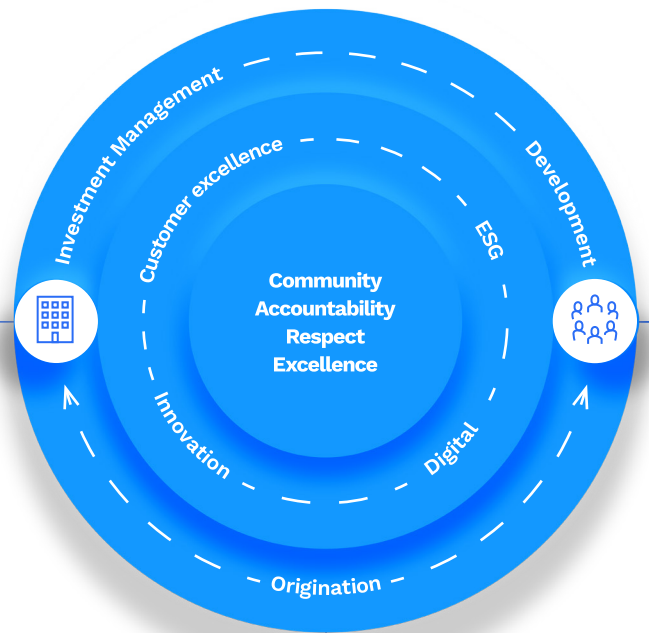 Investment Management
Development
Customer excellence
ESG
Community
Accountability
Respect
Excellence
Innovation
Digital
Origination